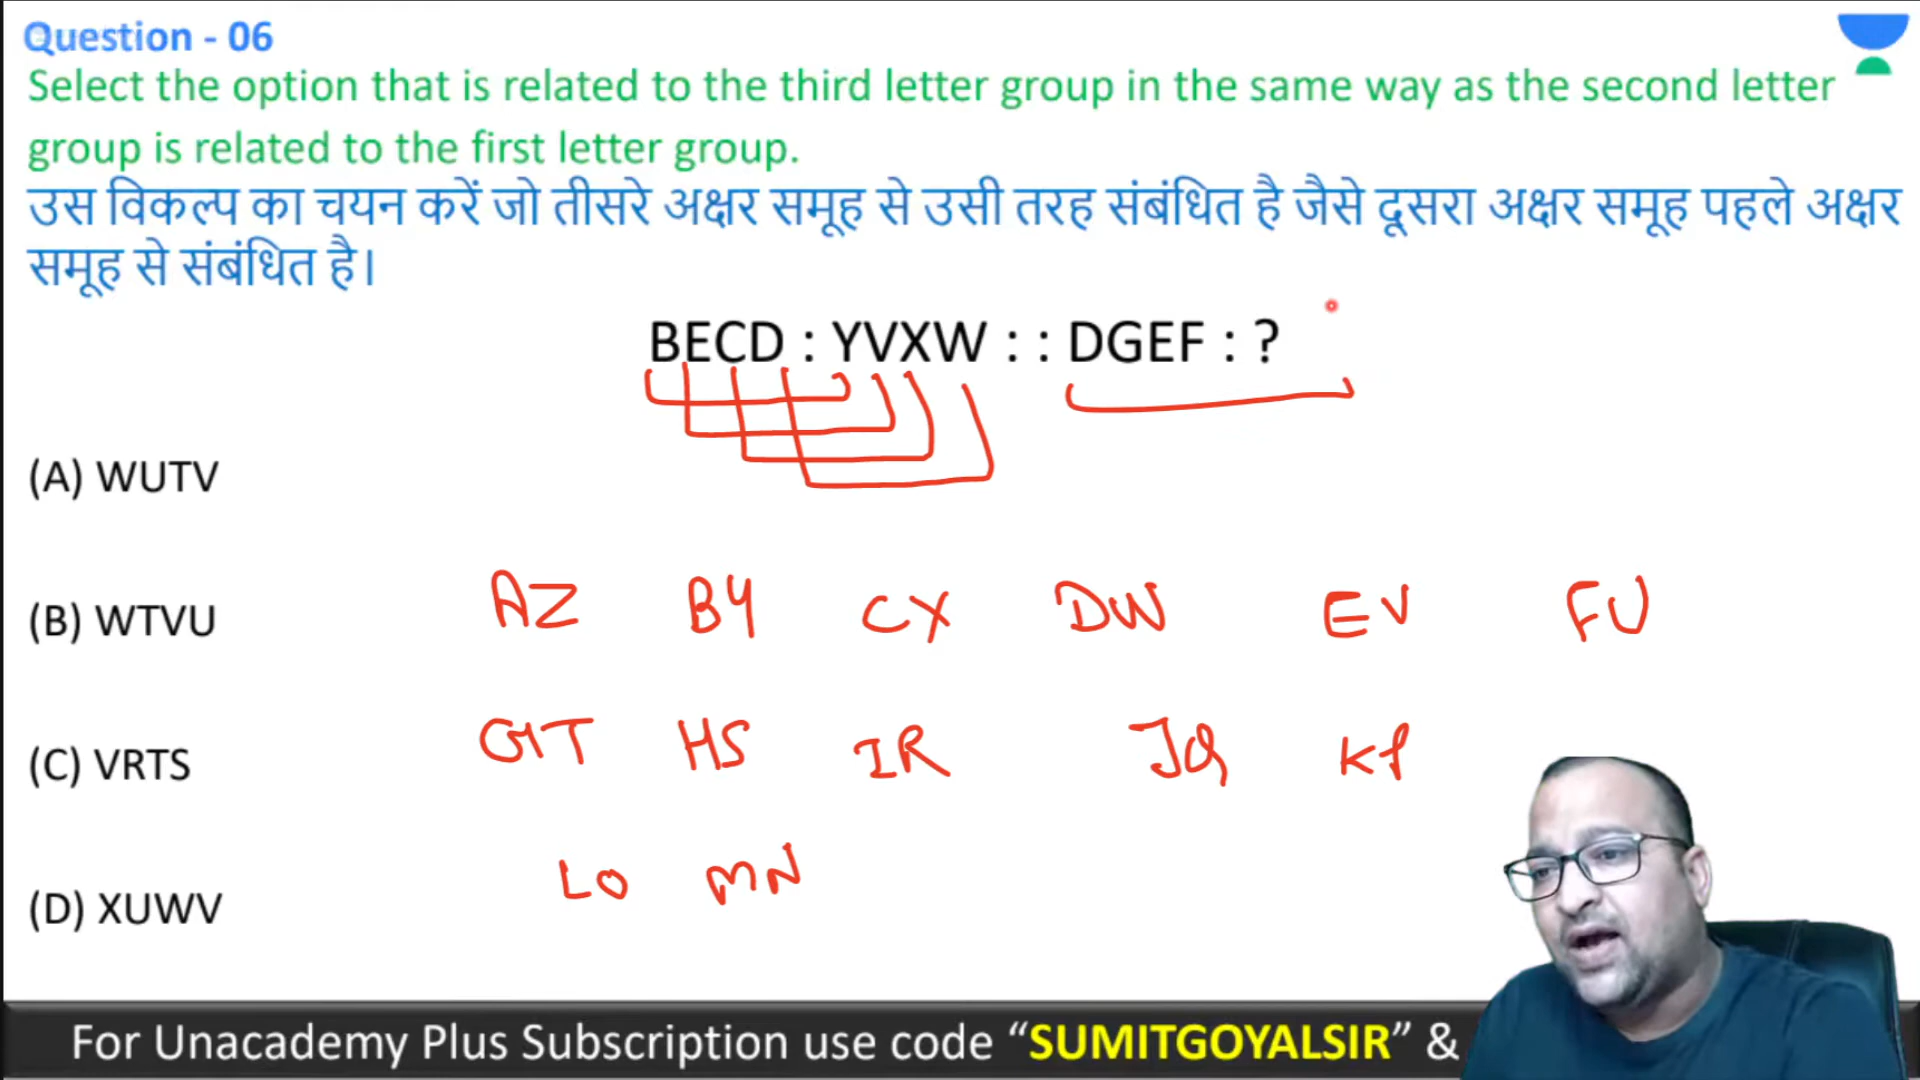 Question - 06
Select the option that is related to the third letter group in the same way as the second letter
group is related to the first letter group.
उस विकल्प का चयन करें जो तीसरे अक्षर समूह से उसी तरह संबंधित है जैसे दूसरा अक्षर समूह पहले अक्षर
समूह से संबंधित है।
BECD : YVXW : : DGEF : ?
(A) WUTV
(B) WTVU
AZ BY CX DW EV FU
(C) VRTS
GT HS IR JQ KP
(D) XUWV
LO MN
For Unacademy Plus Subscription use code “SUMITGOYALSIR” &